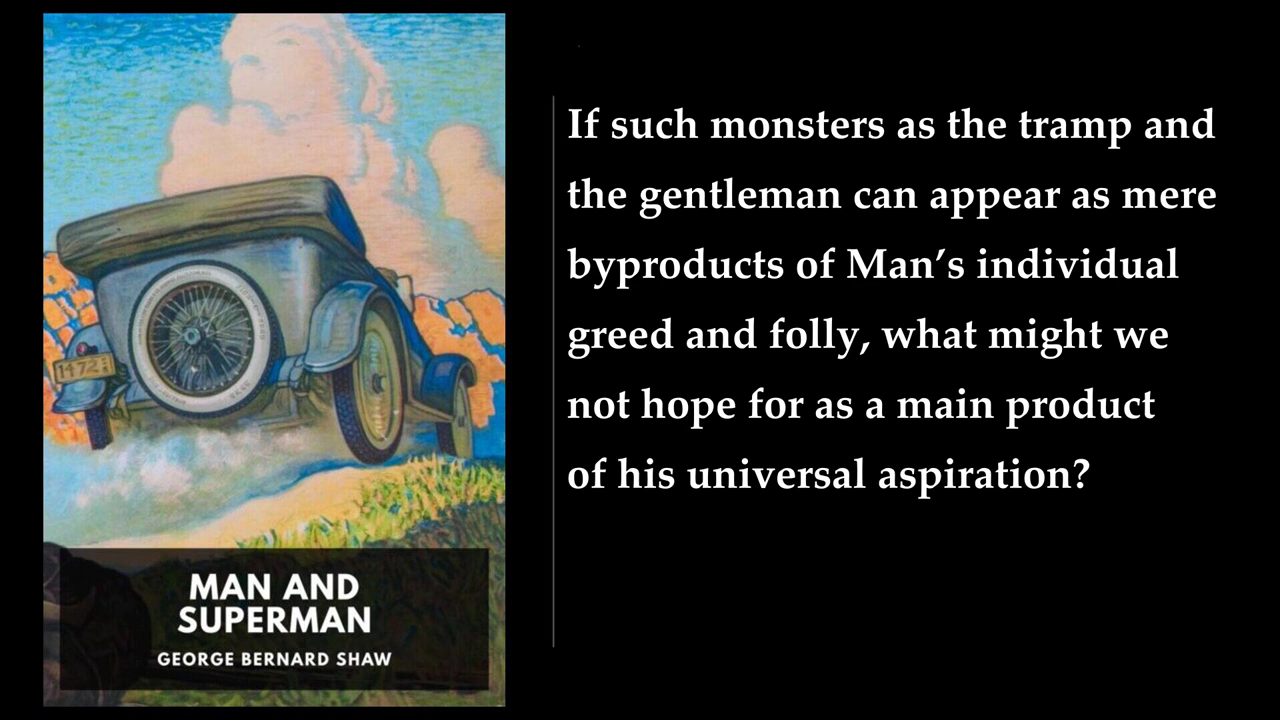 If such monsters as the tramp and
the gentleman can appear as mere
byproducts of Man’s individual
greed and folly, what might we
not hope for as a main product
of his universal aspiration?
1472
MAN AND
SUPERMAN
GEORGE BERNARD SHAW